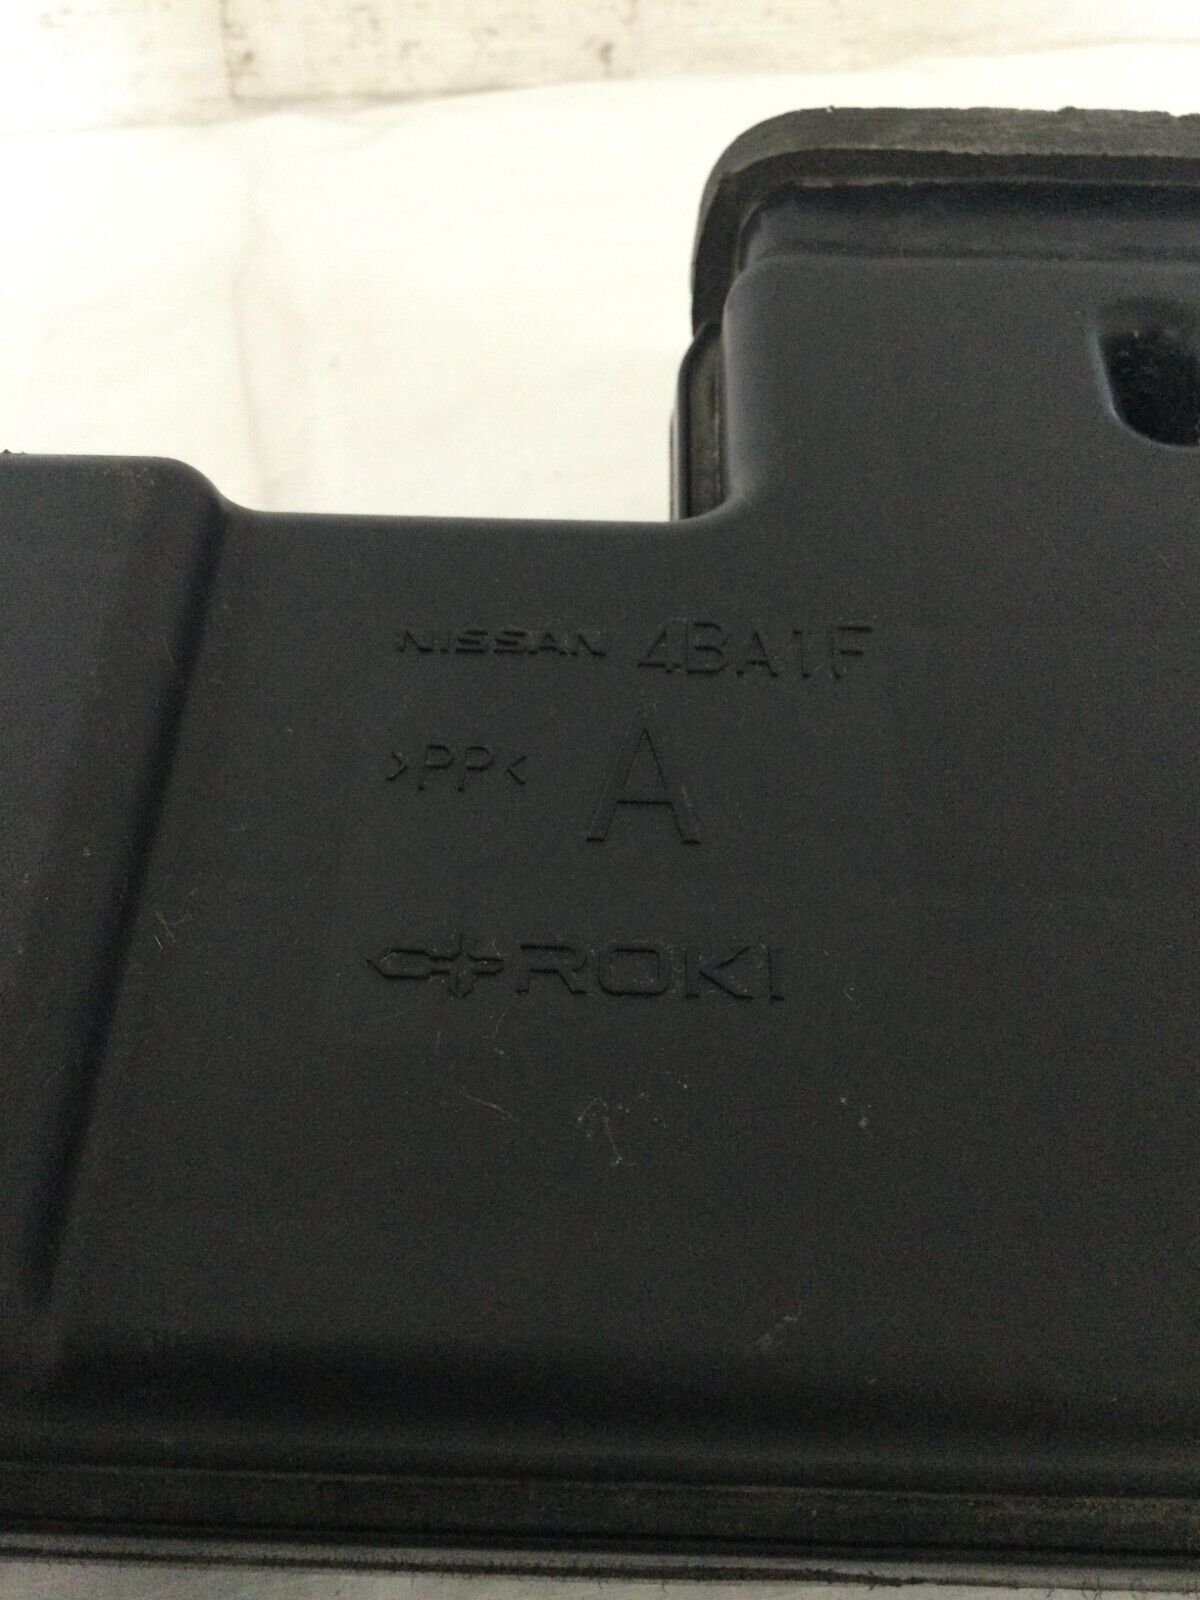 NISSAN 4BA1F
>PP< A
ROKI